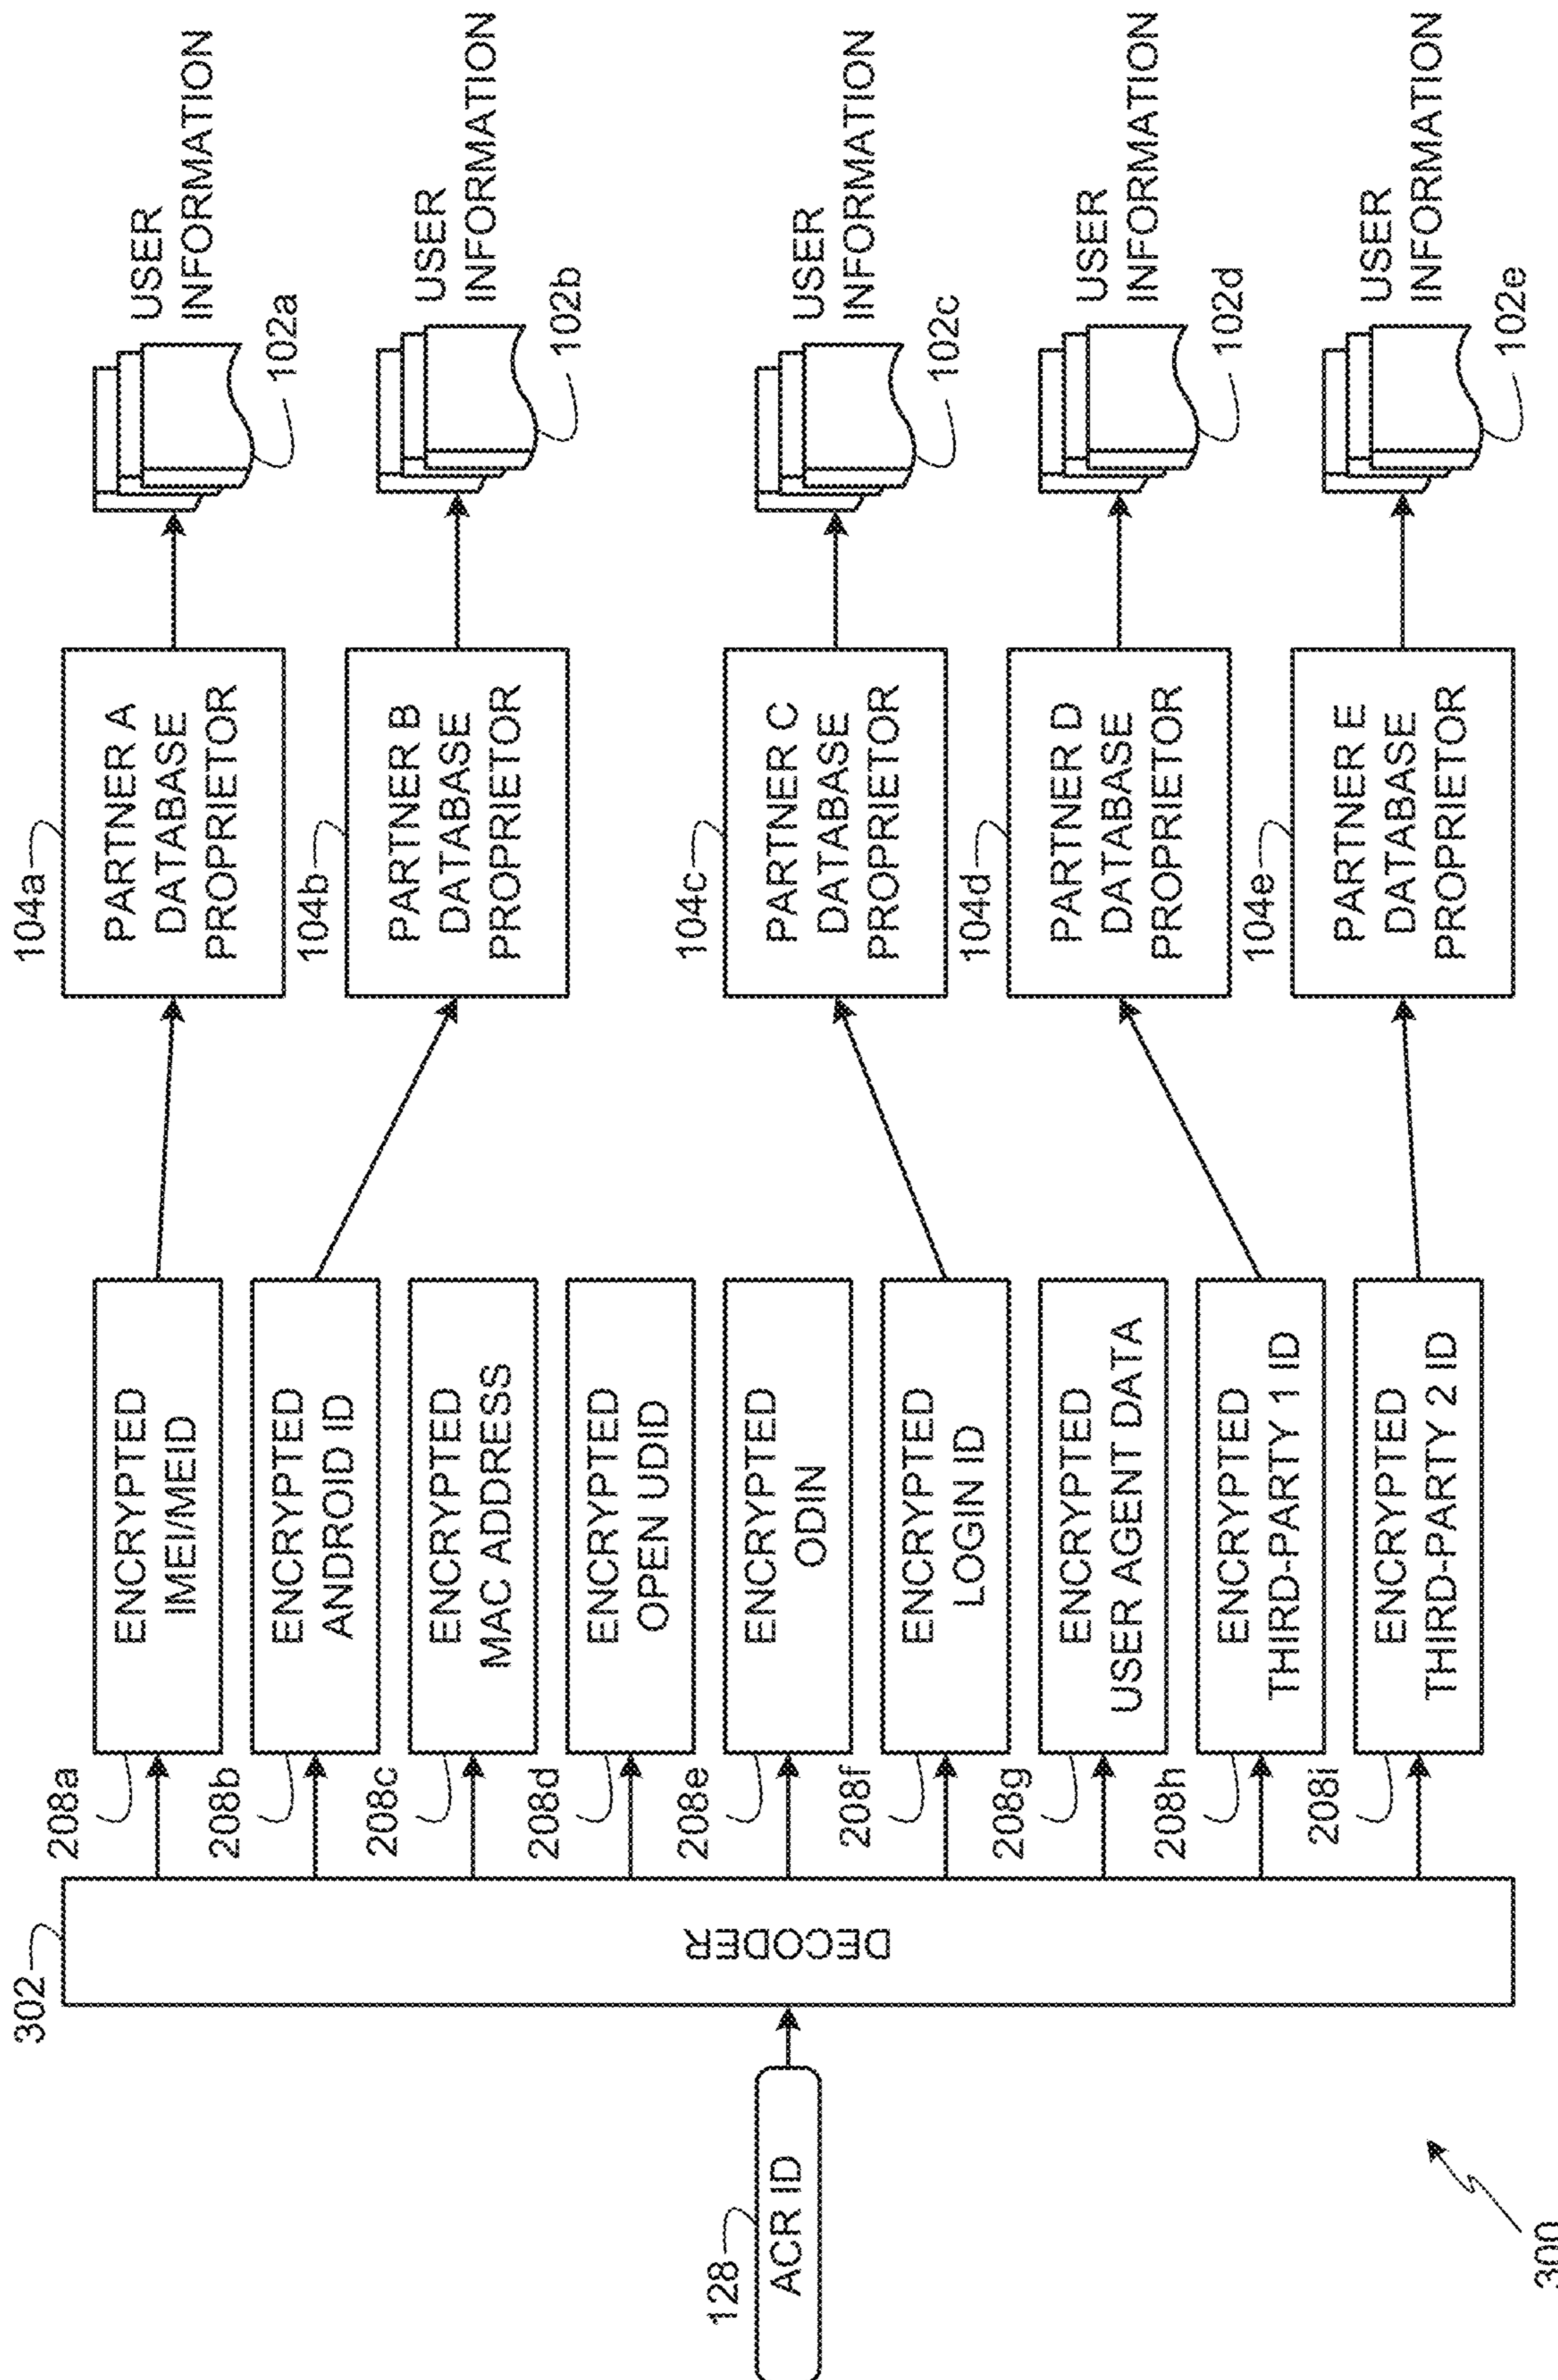 128
ACR ID
300
302
DECODER
208a
ENCRYPTED
IMEI/MEID
208b
ENCRYPTED
ANDROID ID
208c
ENCRYPTED
MAC ADDRESS
208d
ENCRYPTED
OPEN UDID
208e
ENCRYPTED
ODIN
208f
ENCRYPTED
LOGIN ID
208g
ENCRYPTED
USER AGENT DATA
208h
ENCRYPTED
THIRD-PARTY 1 ID
208i
ENCRYPTED
THIRD-PARTY 2 ID
104a
PARTNER A
DATABASE
PROPRIETOR
104b
PARTNER B
DATABASE
PROPRIETOR
104c
PARTNER C
DATABASE
PROPRIETOR
104d
PARTNER D
DATABASE
PROPRIETOR
104e
PARTNER E
DATABASE
PROPRIETOR
USER
INFORMATION
102a
USER
INFORMATION
102b
USER
INFORMATION
102c
USER
INFORMATION
102d
USER
INFORMATION
102e